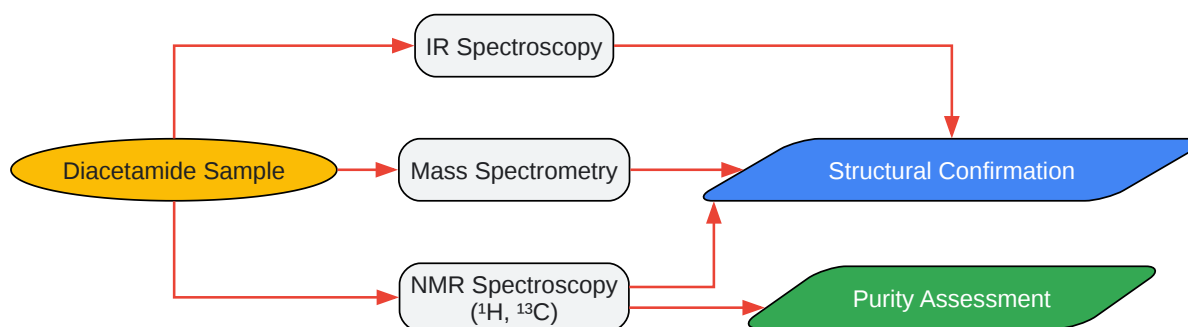 IR Spectroscopy
Diacetamide Sample
Mass Spectrometry
Structural Confirmation
NMR Spectroscopy
(¹H, ¹³C)
Purity Assessment